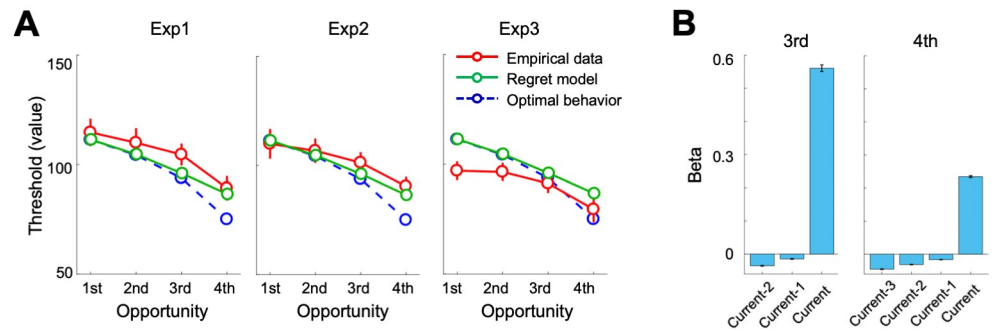 A
Exp1
Exp2
Exp3
Empirical data
Regret model
Optimal behavior
Threshold (value)
150
100
50
1st 2nd 3rd 4th
1st 2nd 3rd 4th
1st 2nd 3rd 4th
Opportunity
Opportunity
Opportunity
B
3rd
4th
Beta
0.6
0.3
0
Current-2
Current-1
Current
Current-3
Current-2
Current-1
Current